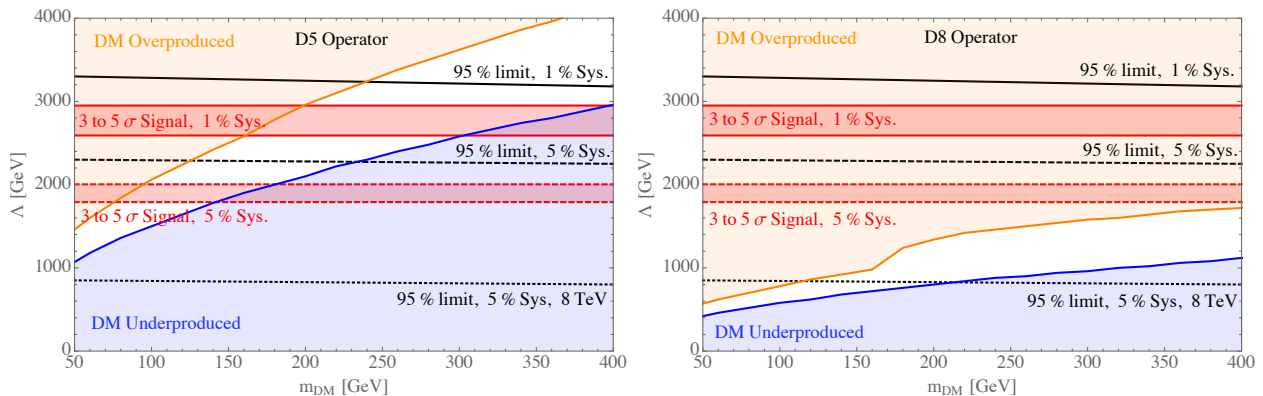 4000
3000
2000
1000
0
Λ [GeV]
DM Overproduced
D5 Operator
95 % limit, 1 % Sys.
3 to 5 σ Signal, 1 % Sys.
95 % limit, 5 % Sys.
3 to 5 σ Signal, 5 % Sys.
95 % limit, 5 % Sys, 8 TeV
DM Underproduced
50 100 150 200 250 300 350 400
m_DM [GeV]
4000
3000
2000
1000
0
Λ [GeV]
DM Overproduced
D8 Operator
95 % limit, 1 % Sys.
3 to 5 σ Signal, 1 % Sys.
95 % limit, 5 % Sys.
3 to 5 σ Signal, 5 % Sys.
95 % limit, 5 % Sys, 8 TeV
DM Underproduced
50 100 150 200 250 300 350 400
m_DM [GeV]